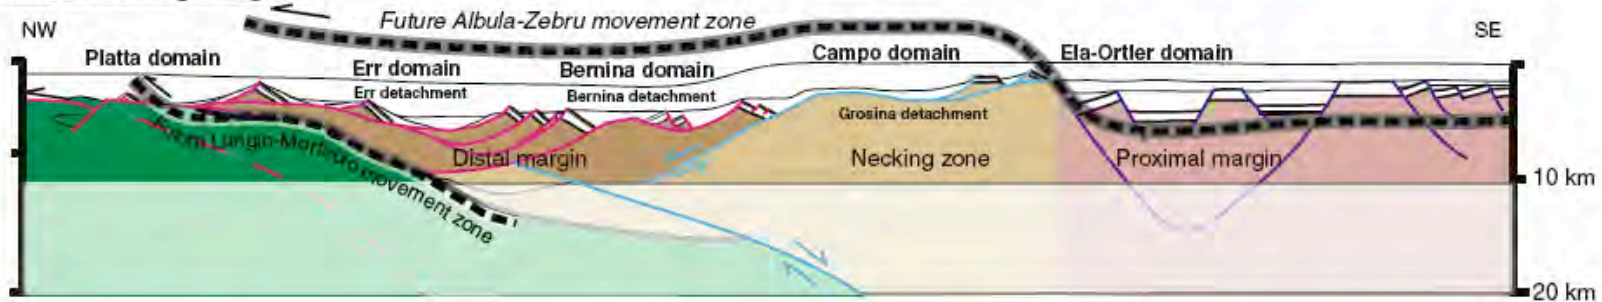 Future Albula-Zebru movement zone
NW
SE
Platta domain
Err domain
Bernina domain
Campo domain
Ela-Ortler domain
Err detachment
Bernina detachment
Grosina detachment
Distal margin
Necking zone
Proximal margin
movement zone
10 km
20 km